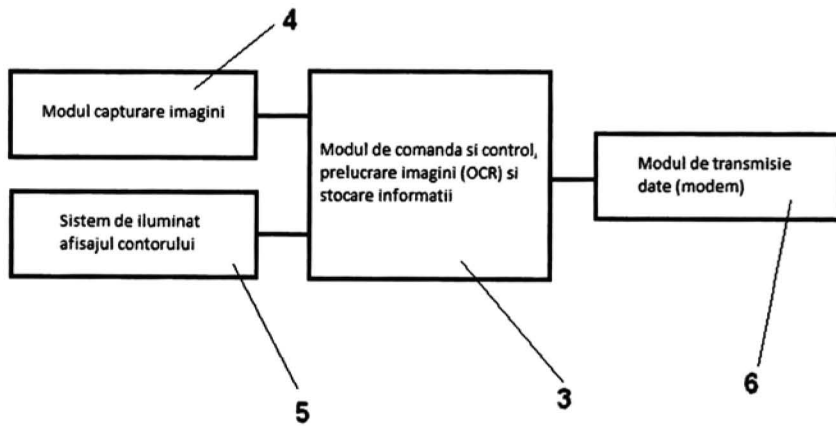 4
Modul capturare imagini
Modul de comanda si control,
prelucrare imagini (OCR) si
stocare informatii
Modul de transmisie
date (modem)
Sistem de iluminat
afisajul contorului
5
3
6